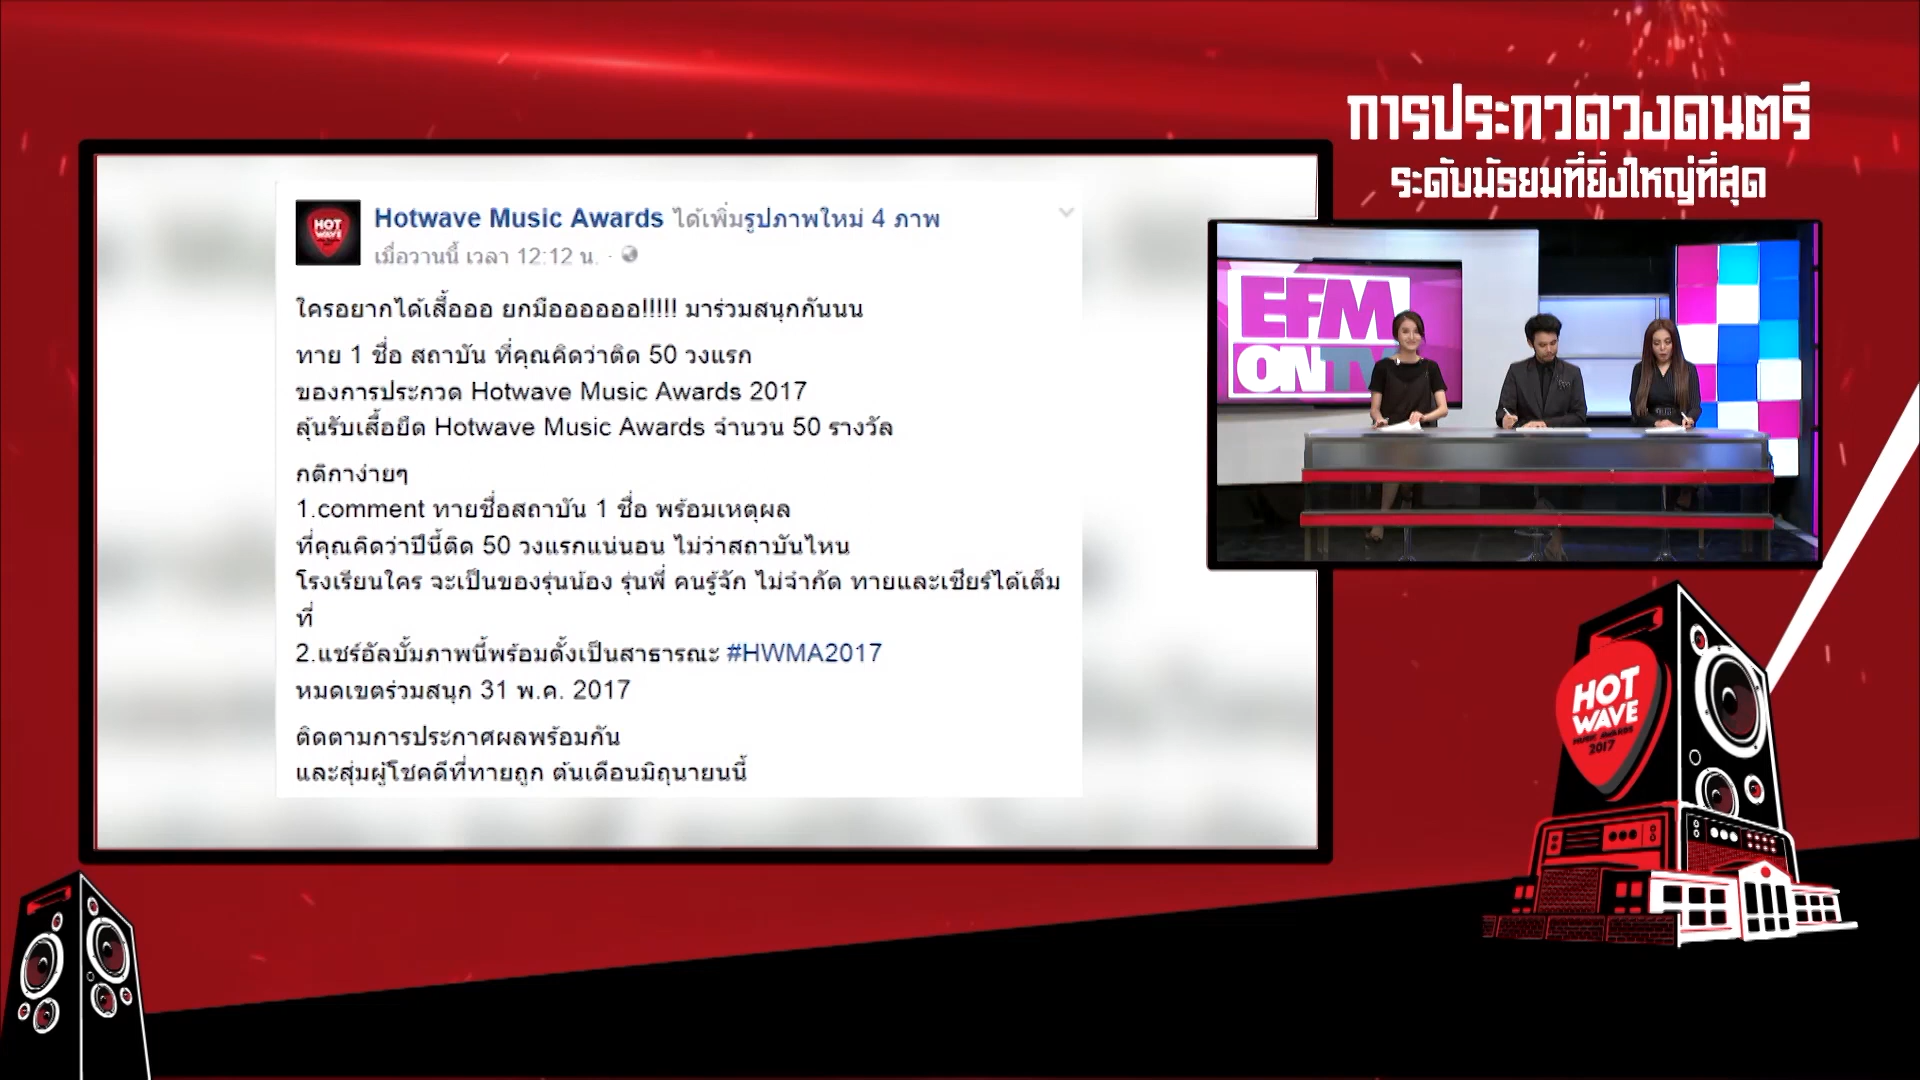 การประกวดวงดนตรี
ระดับมัธยมที่ยิ่งใหญ่ที่สุด
HOT
WAVE
Hotwave Music Awards ได้เพิ่มรูปภาพใหม่ 4 ภาพ
เมื่อวานนี้ เวลา 12:12 น. ·
ใครอยากได้เสื้อออ ยกมืออออออ!!!!! มาร่วมสนุกกันนน
ทาย 1 ชื่อ สถาบัน ที่คุณคิดว่าติด 50 วงแรก
ของการประกวด Hotwave Music Awards 2017
ลุ้นรับเสื้อยืด Hotwave Music Awards จำนวน 50 รางวัล
กติกาง่ายๆ
1.comment ทายชื่อสถาบัน 1 ชื่อ พร้อมเหตุผล
ที่คุณคิดว่าปีนี้ติด 50 วงแรกแน่นอน ไม่ว่าสถาบันไหน
โรงเรียนใคร จะเป็นของรุ่นน้อง รุ่นพี่ คนรู้จัก ไม่จำกัด ทายและเชียร์ได้เต็ม
ที่
2.แชร์อัลบั้มภาพนี้พร้อมตั้งเป็นสาธารณะ #HWMA2017
หมดเขตร่วมสนุก 31 พ.ค. 2017
ติดตามการประกาศผลพร้อมกัน
และสุ่มผู้โชคดีที่ทายถูก ต้นเดือนมิถุนายนนี้
EFM
ONTV
HOT
WAVE
MUSIC AWARDS
2017